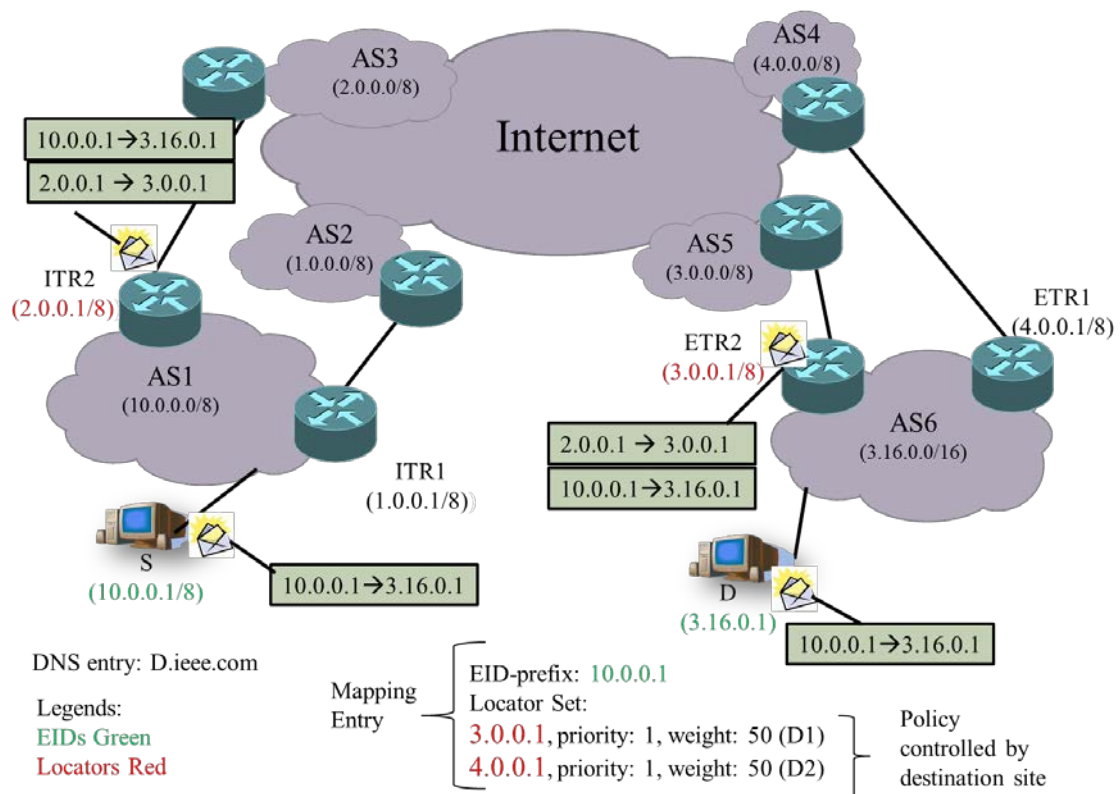 AS3
(2.0.0.0/8)
AS4
(4.0.0.0/8)
Internet
10.0.0.1→3.16.0.1
2.0.0.1 → 3.0.0.1
AS2
(1.0.0.0/8)
AS5
(3.0.0.0/8)
ITR2
(2.0.0.1/8)
ETR1
(4.0.0.1/8)
ETR2
(3.0.0.1/8)
AS1
(10.0.0.0/8)
AS6
(3.16.0.0/16)
2.0.0.1 → 3.0.0.1
10.0.0.1→3.16.0.1
ITR1
(1.0.0.1/8))
S
(10.0.0.1/8)
10.0.0.1→3.16.0.1
D
(3.16.0.1)
10.0.0.1→3.16.0.1
DNS entry: D.ieee.com
Legends:
EIDs Green
Locators Red
Mapping
Entry
EID-prefix: 10.0.0.1
Locator Set:
3.0.0.1, priority: 1, weight: 50 (D1)
4.0.0.1, priority: 1, weight: 50 (D2)
Policy
controlled by
destination site